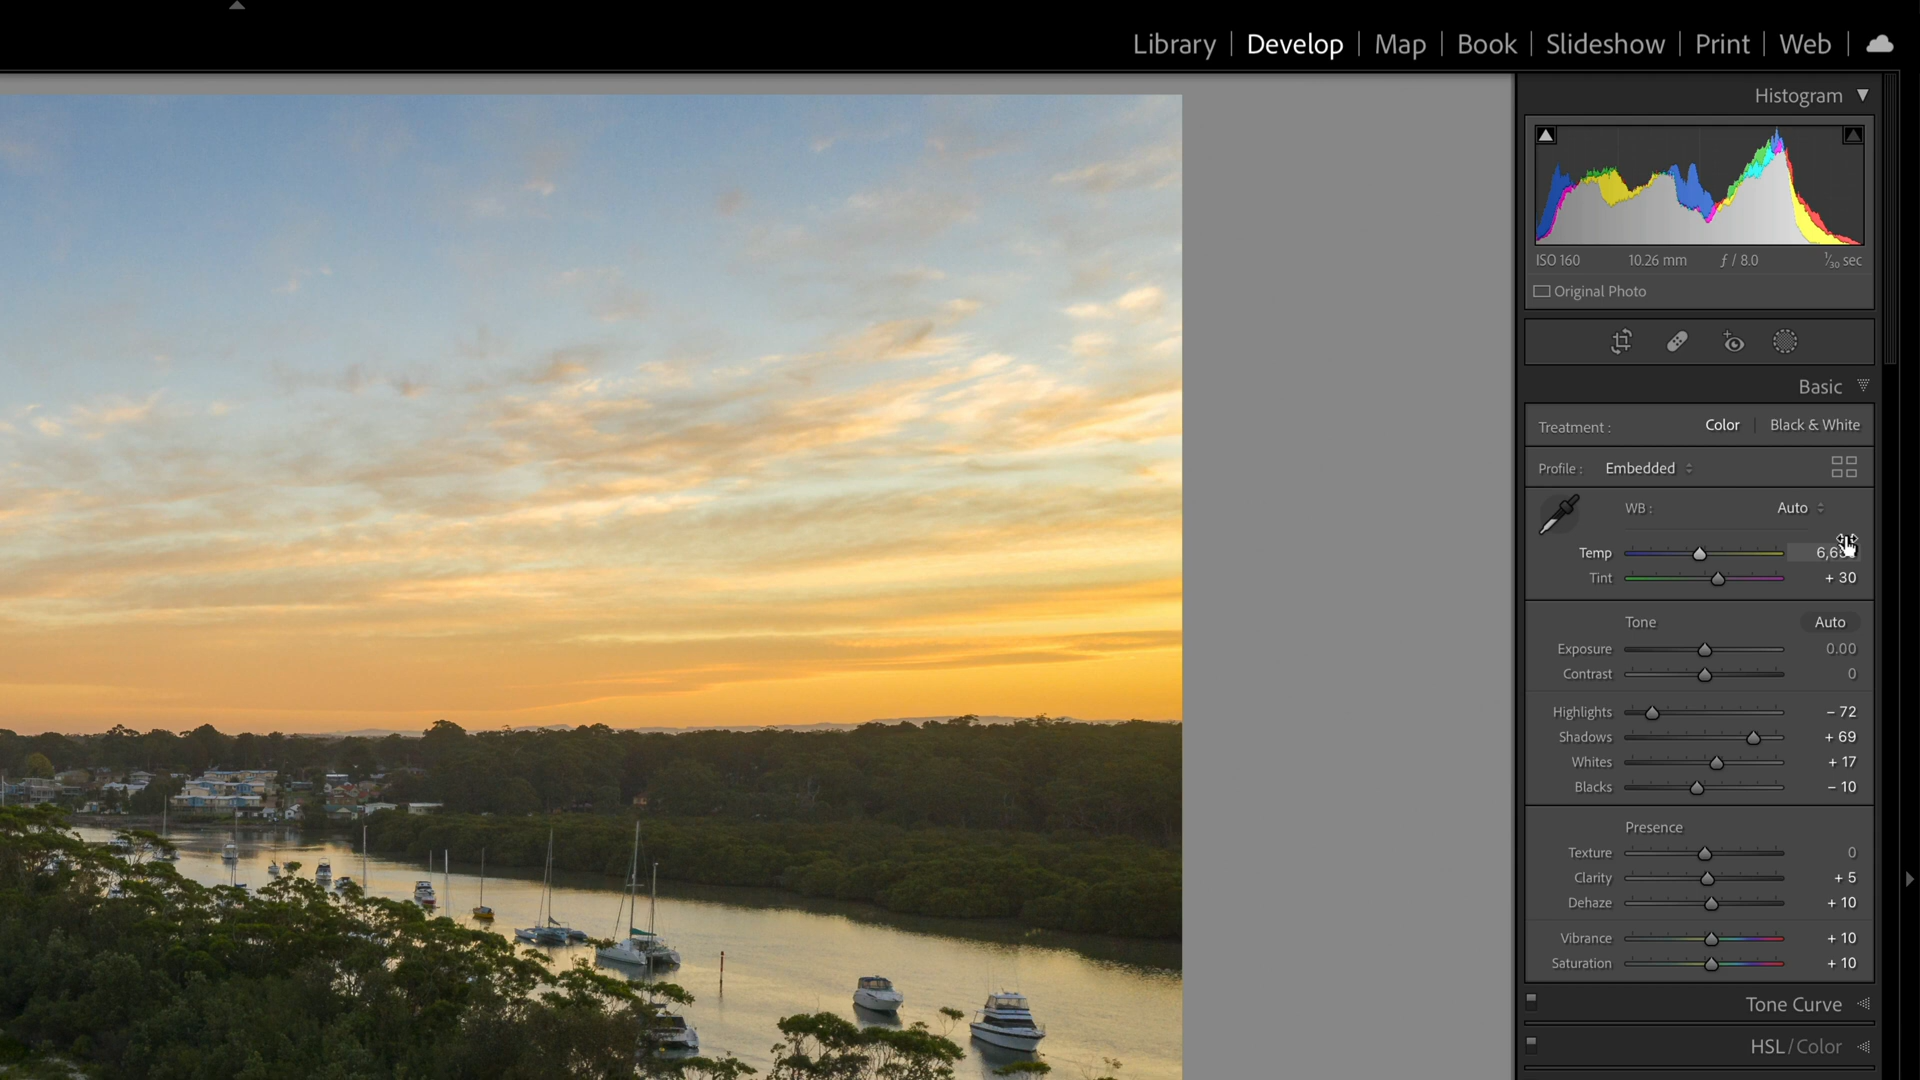 Library | Develop | Map | Book | Slideshow | Print | Web |
Histogram
ISO 160 10.26 mm ƒ / 8.0 1/30 sec
Original Photo
Basic
Treatment : Color | Black & White
Profile : Embedded
WB : Auto
Temp
Tint + 30
Tone Auto
Exposure 0.00
Contrast 0
Highlights – 72
Shadows + 69
Whites + 17
Blacks – 10
Presence
Texture 0
Clarity + 5
Dehaze + 10
Vibrance + 10
Saturation + 10
Tone Curve
HSL / Color